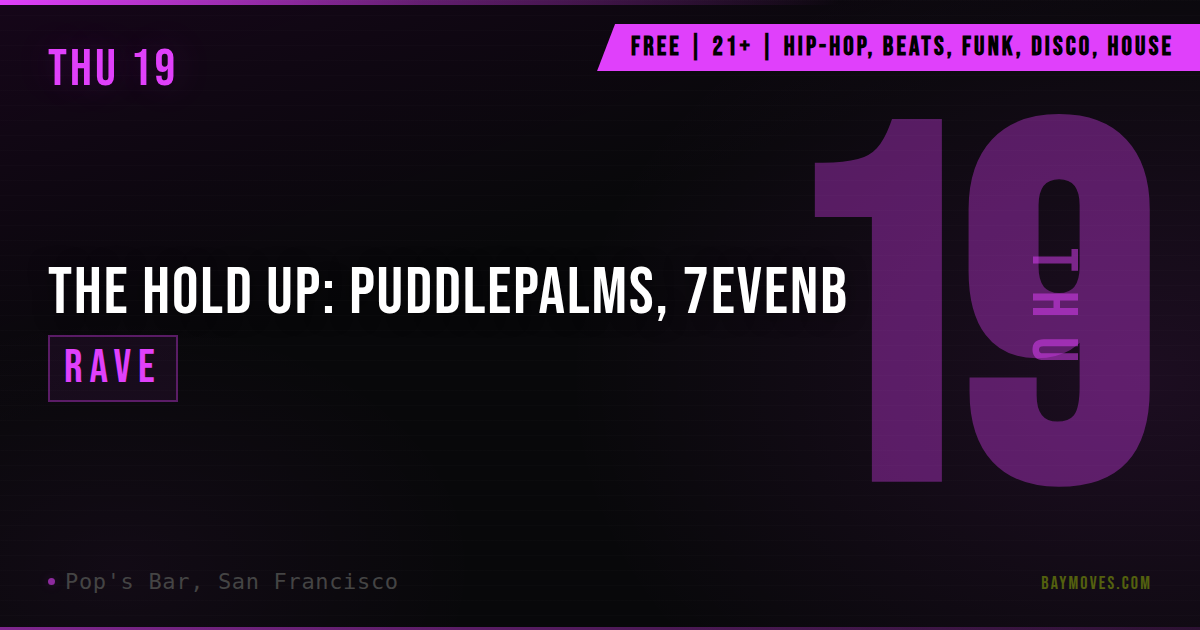 THU 19
FREE | 21+ | HIP-HOP, BEATS, FUNK, DISCO, HOUSE
19
THU
THE HOLD UP: PUDDLEPALMS, 7EVENB
RAVE
Pop's Bar, San Francisco
BAYMOVES.COM